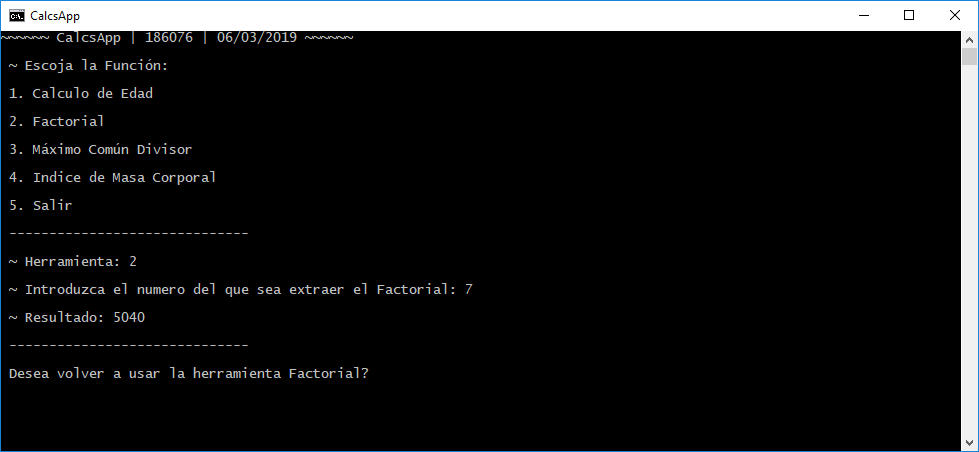 CalcsApp
~~~~~~ CalcsApp | 186076 | 06/03/2019 ~~~~~~
~ Escoja la Función:
1. Calculo de Edad
2. Factorial
3. Máximo Común Divisor
4. Indice de Masa Corporal
5. Salir
------------------------------
~ Herramienta: 2
~ Introduzca el numero del que sea extraer el Factorial: 7
~ Resultado: 5040
------------------------------
Desea volver a usar la herramienta Factorial?